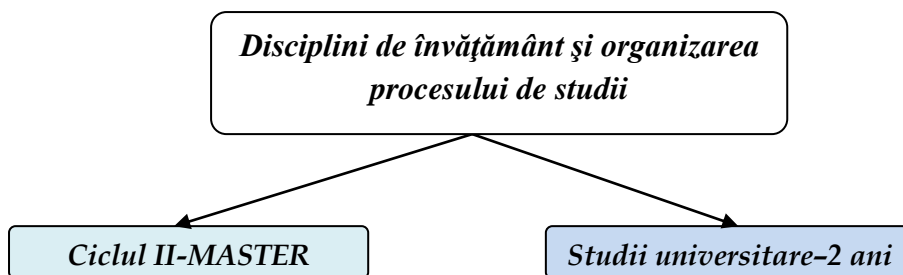 Disciplini de învăţământ şi organizarea
procesului de studii
Ciclul II-MASTER
Studii universitare–2 ani